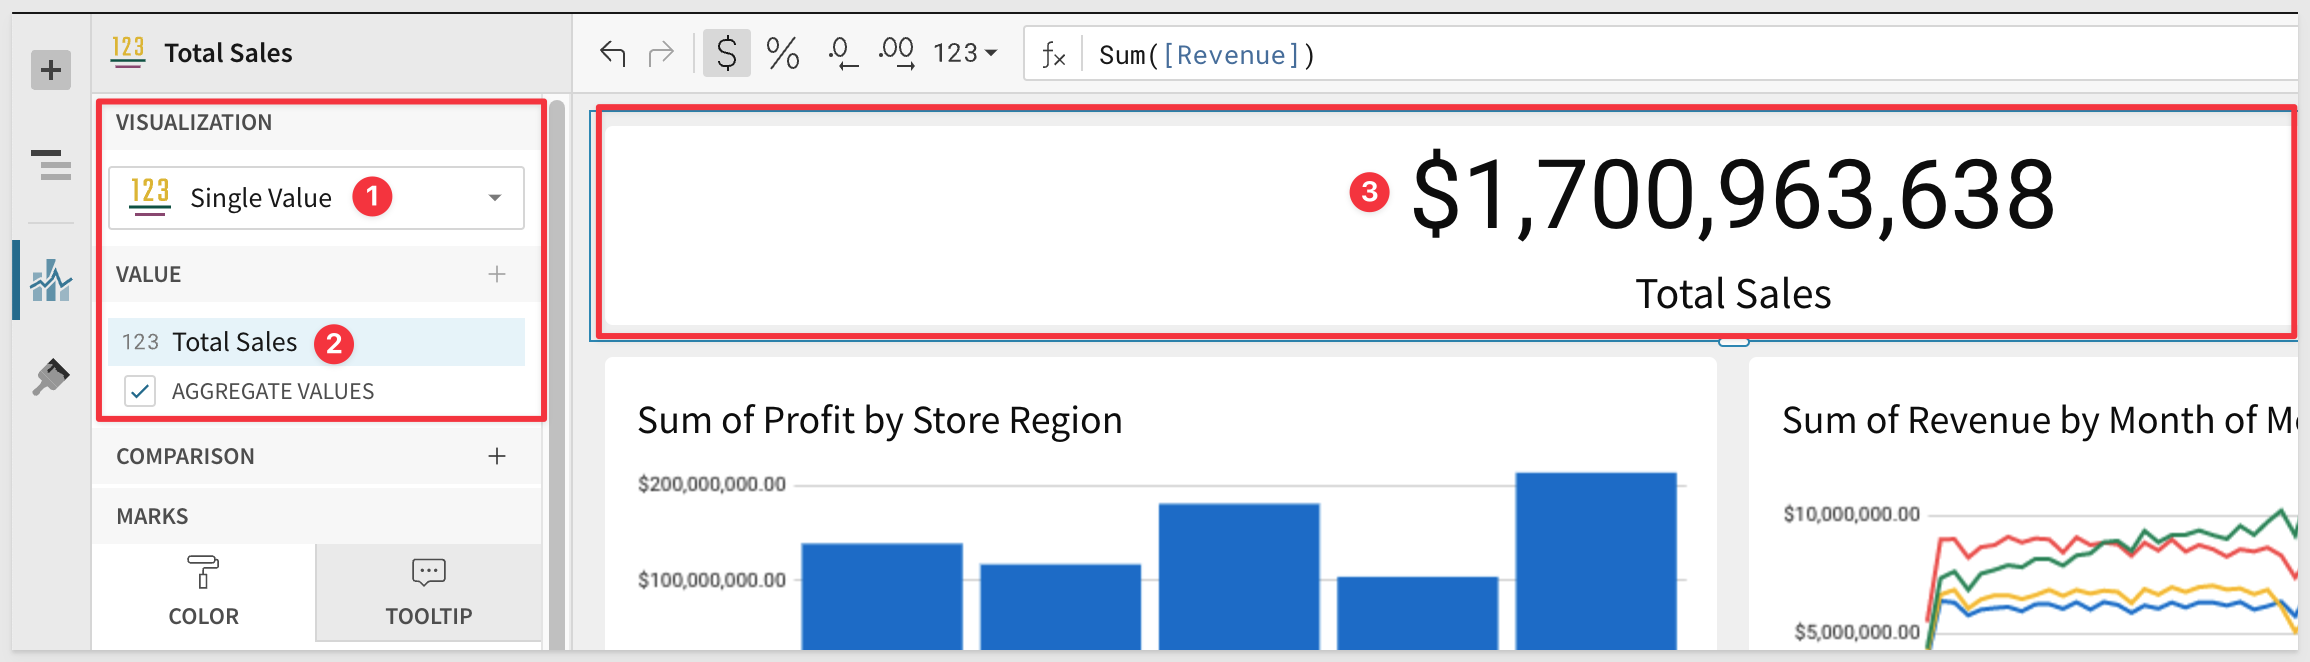 123 Total Sales
$ % .0 .00 123 fx Sum([Revenue])
VISUALIZATION
123 Single Value 1
VALUE
123 Total Sales 2
AGGREGATE VALUES
COMPARISON
MARKS
COLOR
TOOLTIP
3 $1,700,963,638
Total Sales
Sum of Profit by Store Region
$200,000,000.00
$100,000,000.00
Sum of Revenue by Month of
$10,000,000.00
$5,000,000.00